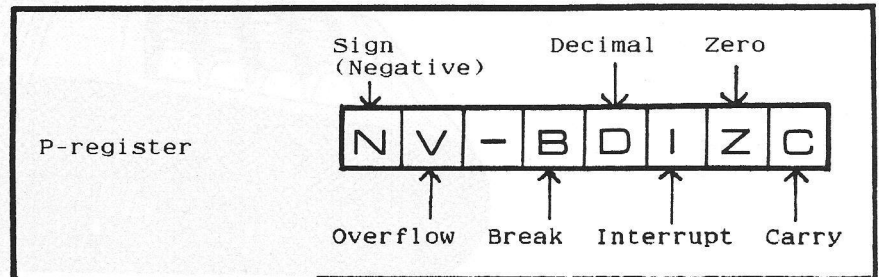 Sign Decimal Zero
(Negative)
P-register N V - B D I Z C
Overflow Break Interrupt Carry